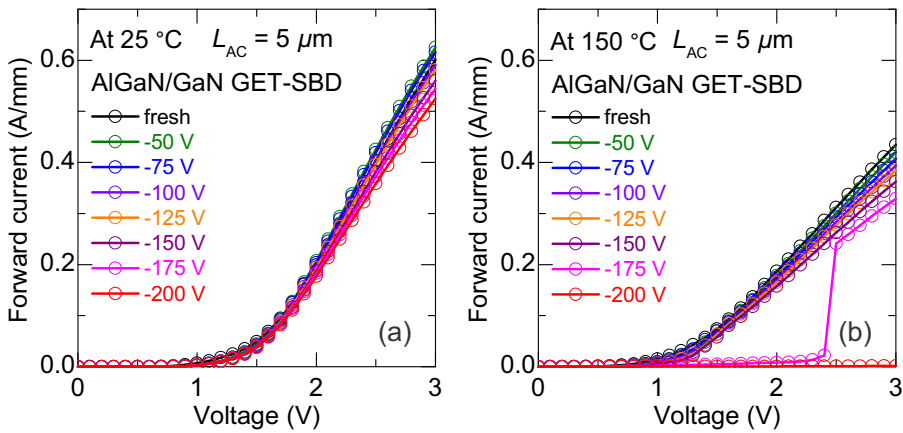 At 25 °C L_AC = 5 µm
AlGaN/GaN GET-SBD
fresh
-50 V
-75 V
-100 V
-125 V
-150 V
-175 V
-200 V
(a)
Forward current (A/mm)
0.6
0.4
0.2
0.0
0 1 2 3
Voltage (V)
At 150 °C L_AC = 5 µm
AlGaN/GaN GET-SBD
fresh
-50 V
-75 V
-100 V
-125 V
-150 V
-175 V
-200 V
(b)
Forward current (A/mm)
0.6
0.4
0.2
0.0
0 1 2 3
Voltage (V)